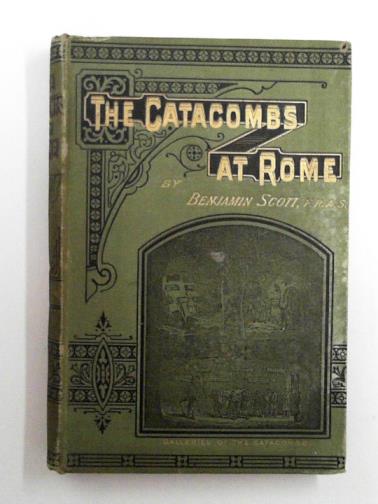 THE CATACOMBS
AT ROME
BY
BENJAMIN SCOTT, F.R.A.S.
GALLERIES OF THE CATACOMBS